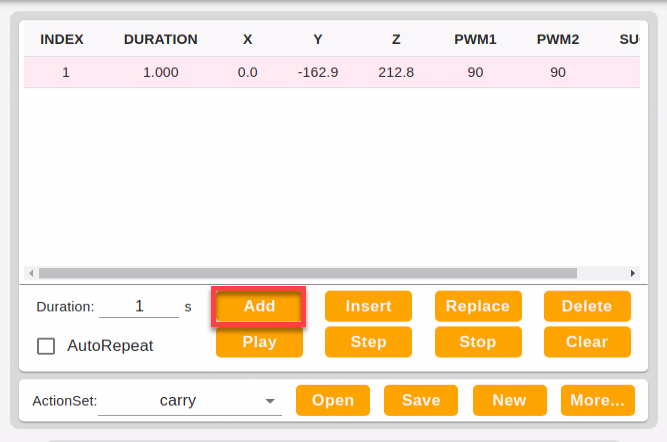 INDEX DURATION X Y Z PWM1 PWM2 SU
1 1.000 0.0 -162.9 212.8 90 90
Duration: 1 s Add Insert Replace Delete
AutoRepeat Play Step Stop Clear
ActionSet: carry Open Save New More...